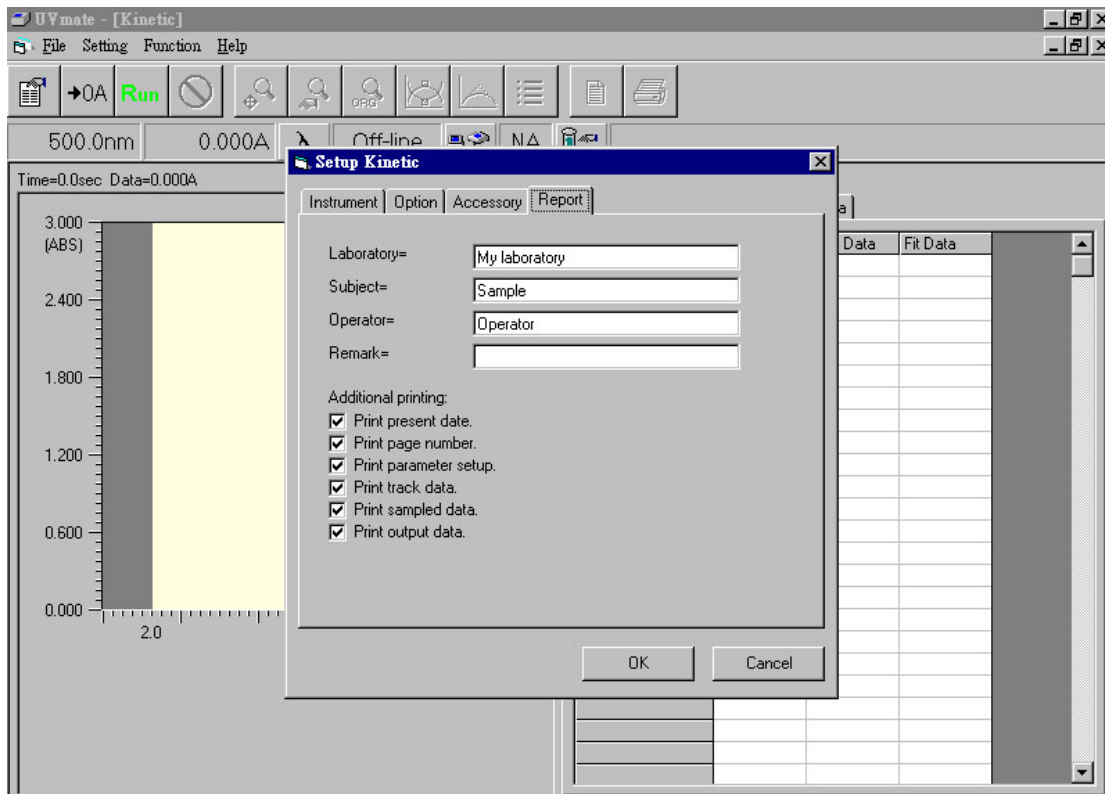 UVmate - [Kinetic]
File Setting Function Help
→0A Run ORG
500.0nm 0.000A λ Off-line NA
Time=0.0sec Data=0.000A
3.000
(ABS)
2.400
1.800
1.200
0.600
0.000
2.0
Setup Kinetic
Instrument Option Accessory Report
Laboratory= My laboratory
Subject= Sample
Operator= Operator
Remark=
Additional printing:
Print present date.
Print page number.
Print parameter setup.
Print track data.
Print sampled data.
Print output data.
OK Cancel
a
Data Fit Data